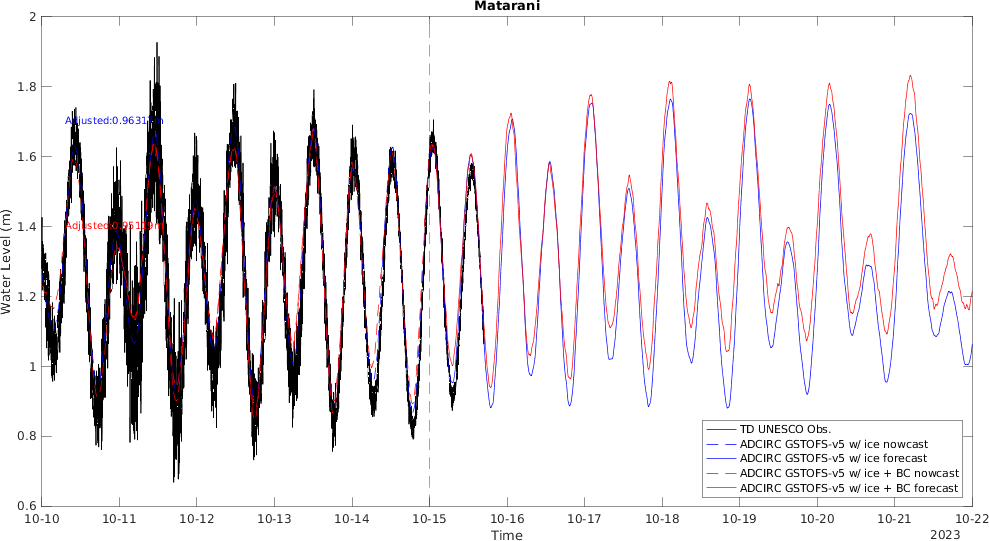 Matarani
Water Level (m)
2
1.8
1.6
1.4
1.2
1
0.8
0.6
TD UNESCO Obs.
ADCIRC GSTOFS-v5 w/ ice nowcast
ADCIRC GSTOFS-v5 w/ ice forecast
ADCIRC GSTOFS-v5 w/ ice + BC nowcast
ADCIRC GSTOFS-v5 w/ ice + BC forecast
10-10 10-11 10-12 10-13 10-14 10-15 10-16 10-17 10-18 10-19 10-20 10-21 10-22
Time
2023